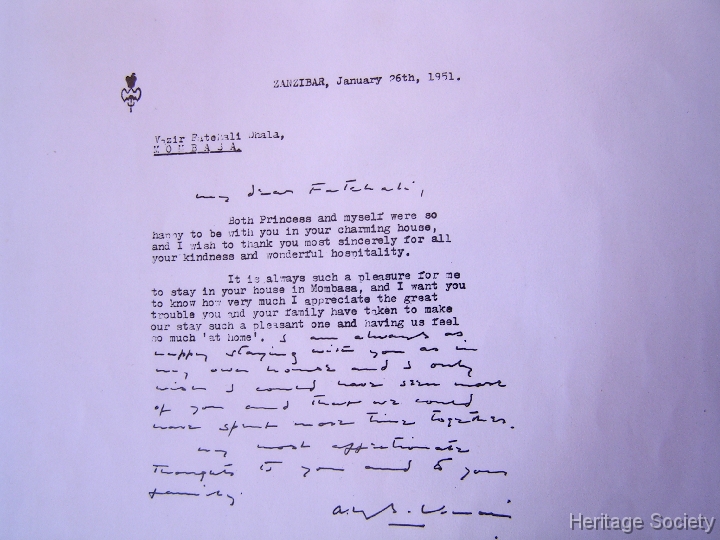 ZANZIBAR, January 26th, 1951.
Vazir Fatehali Dhala,
MOMBASA.
My dear Fatehali,
Both Princess and myself were so
happy to be with you in your charming house,
and I wish to thank you most sincerely for all
your kindness and wonderful hospitality.
It is always such a pleasure for me
to stay in your house in Mombasa, and I want you
to know how very much I appreciate the great
trouble you and your family have taken to make
our stay such a pleasant one and having us feel
so much 'at home'. I am always as
happy staying with you as in
my own house and I only
wish I could have seen more
of you and that we could
have spent more time together.
My most affectionate
thoughts to you and to your
family.
Heritage Society